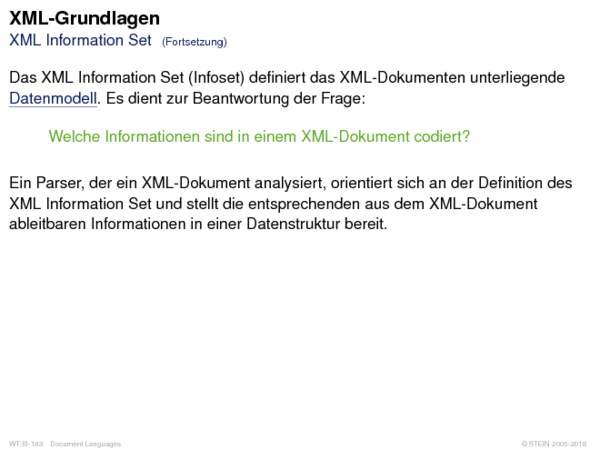 XML-Grundlagen
XML Information Set (Fortsetzung)
Das XML Information Set (Infoset) definiert das XML-Dokumenten unterliegende
Datenmodell. Es dient zur Beantwortung der Frage:
Welche Informationen sind in einem XML-Dokument codiert?
Ein Parser, der ein XML-Dokument analysiert, orientiert sich an der Definition des
XML Information Set und stellt die entsprechenden aus dem XML-Dokument
ableitbaren Informationen in einer Datenstruktur bereit.
Document Languages
© STEIN 2005-2018